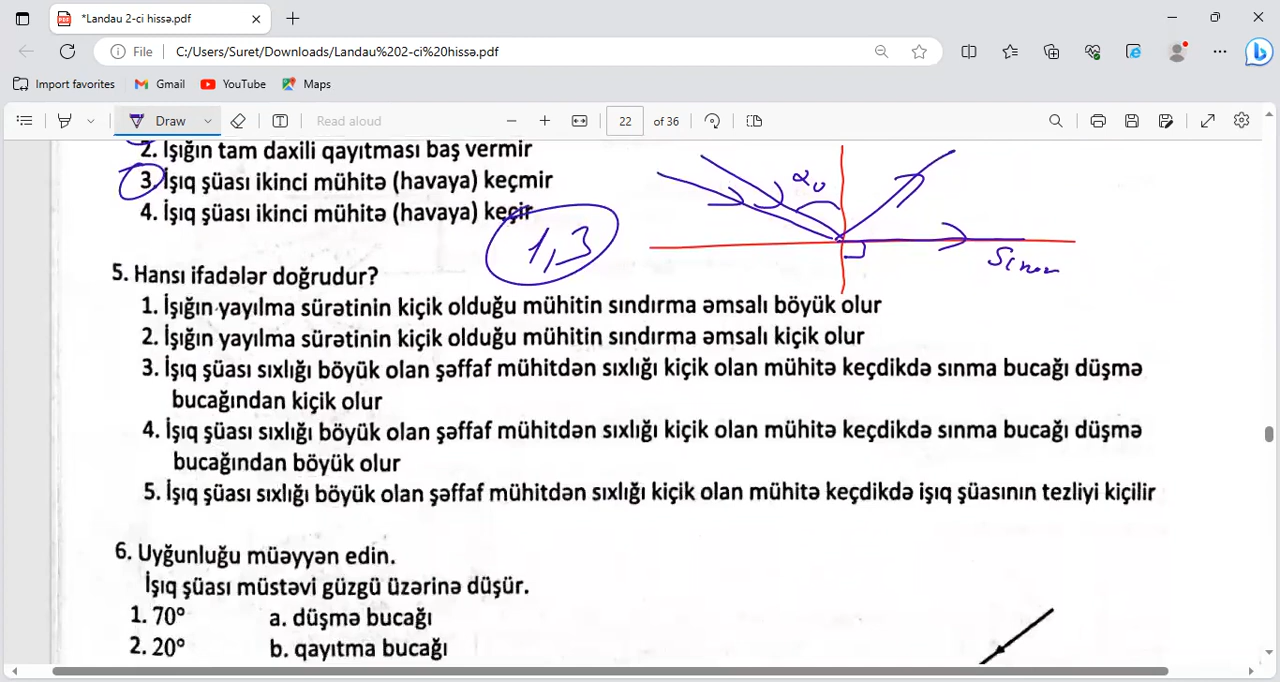 *Landau 2-ci hissə.pdf
File
C:/Users/Suret/Downloads/Landau%202-ci%20hissə.pdf
Import favorites
Gmail
YouTube
Maps
Draw
Read aloud
22
of 36
2. İşığın tam daxili qayıtması baş vermir
3. İşıq şüası ikinci mühitə (havaya) keçmir
4. İşıq şüası ikinci mühitə (havaya) keçir
1,3
α₀
Sınan
5. Hansı ifadələr doğrudur?
1. İşığın yayılma sürətinin kiçik olduğu mühitin sındırma əmsalı böyük olur
2. İşığın yayılma sürətinin kiçik olduğu mühitin sındırma əmsalı kiçik olur
3. İşıq şüası sıxlığı böyük olan şəffaf mühitdən sıxlığı kiçik olan mühitə keçdikdə sınma bucağı düşmə
bucağından kiçik olur
4. İşıq şüası sıxlığı böyük olan şəffaf mühitdən sıxlığı kiçik olan mühitə keçdikdə sınma bucağı düşmə
bucağından böyük olur
5. İşıq şüası sıxlığı böyük olan şəffaf mühitdən sıxlığı kiçik olan mühitə keçdikdə işıq şüasının tezliyi kiçilir
6. Uyğunluğu müəyyən edin.
İşıq şüası müstəvi güzgü üzərinə düşür.
1. 70° a. düşmə bucağı
2. 20° b. qayıtma bucağı